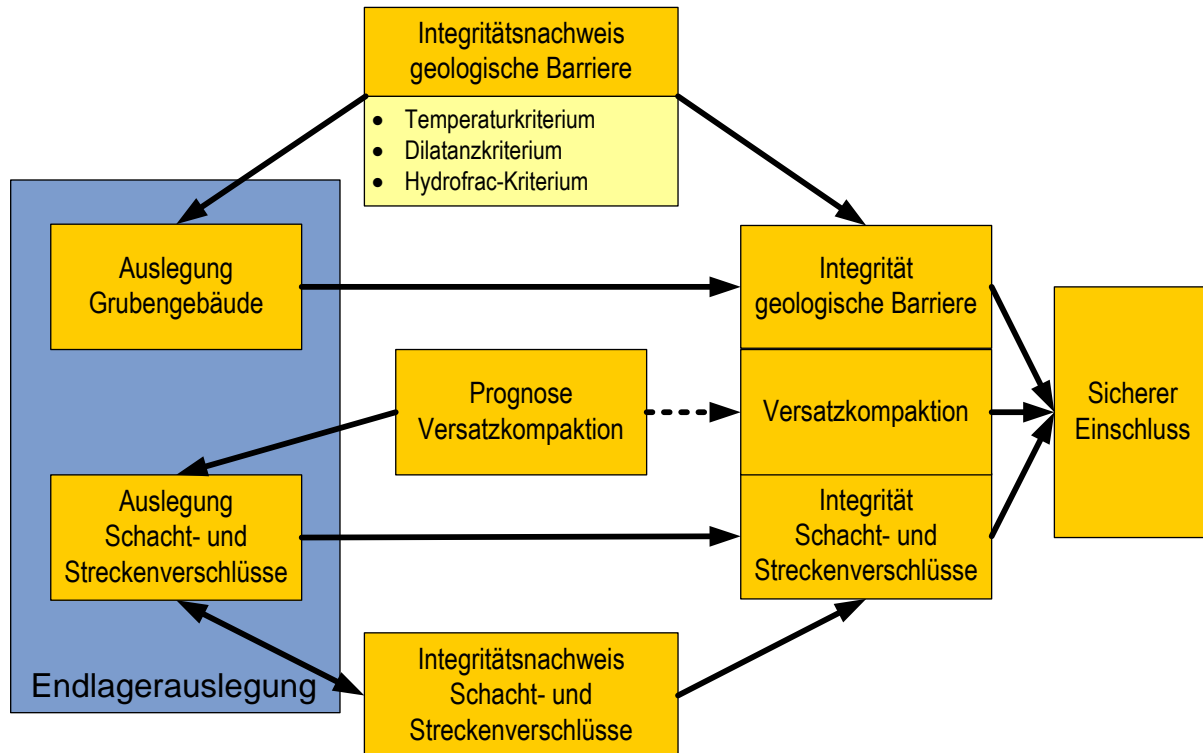 Integritätsnachweis
geologische Barriere
• Temperaturkriterium
• Dilatanzkriterium
• Hydrofrac-Kriterium
Auslegung
Grubengebäude
Integrität
geologische Barriere
Prognose
Versatzkompaktion
Versatzkompaktion
Sicherer
Einschluss
Auslegung
Schacht- und
Streckenverschlüsse
Integrität
Schacht- und
Streckenverschlüsse
Endlagerauslegung
Integritätsnachweis
Schacht- und
Streckenverschlüsse